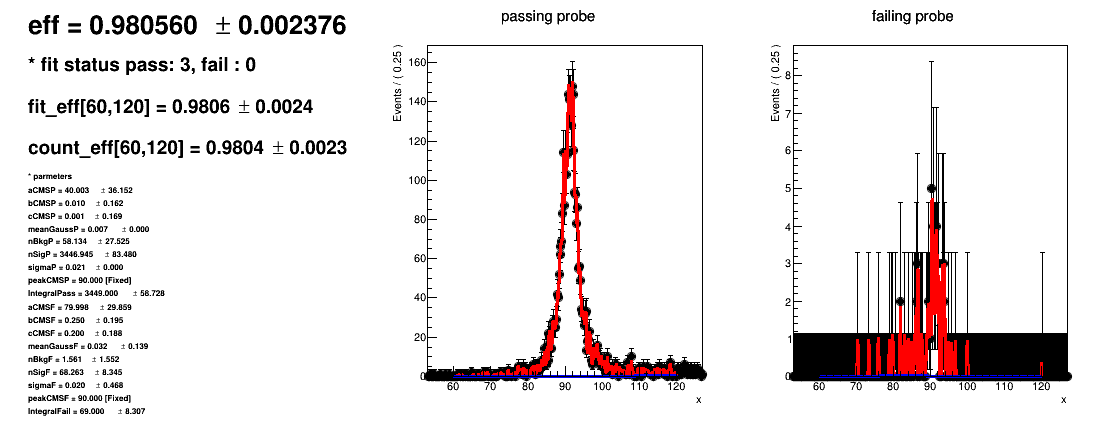 eff = 0.980560 ± 0.002376
* fit status pass: 3, fail : 0
fit_eff[60,120] = 0.9806 ± 0.0024
count_eff[60,120] = 0.9804 ± 0.0023
* parmeters
aCMSP = 40.003 ± 36.152
bCMSP = 0.010 ± 0.162
cCMSP = 0.001 ± 0.169
meanGaussP = 0.007 ± 0.000
nBkgP = 58.134 ± 27.525
nSigP = 3446.945 ± 83.480
sigmaP = 0.021 ± 0.000
peakCMSP = 90.000 [Fixed]
IntegralPass = 3449.000 ± 58.728
aCMSF = 79.998 ± 29.859
bCMSF = 0.250 ± 0.195
cCMSF = 0.200 ± 0.188
meanGaussF = 0.032 ± 0.139
nBkgF = 1.561 ± 1.552
nSigF = 68.263 ± 8.345
sigmaF = 0.020 ± 0.468
peakCMSF = 90.000 [Fixed]
IntegralFail = 69.000 ± 8.307
passing probe
Events / ( 0.25 )
160
140
120
100
80
60
40
20
0
60 70 80 90 100 110 120
x
failing probe
Events / ( 0.25 )
8
7
6
5
4
3
2
1
0
60 70 80 90 100 110 120
x